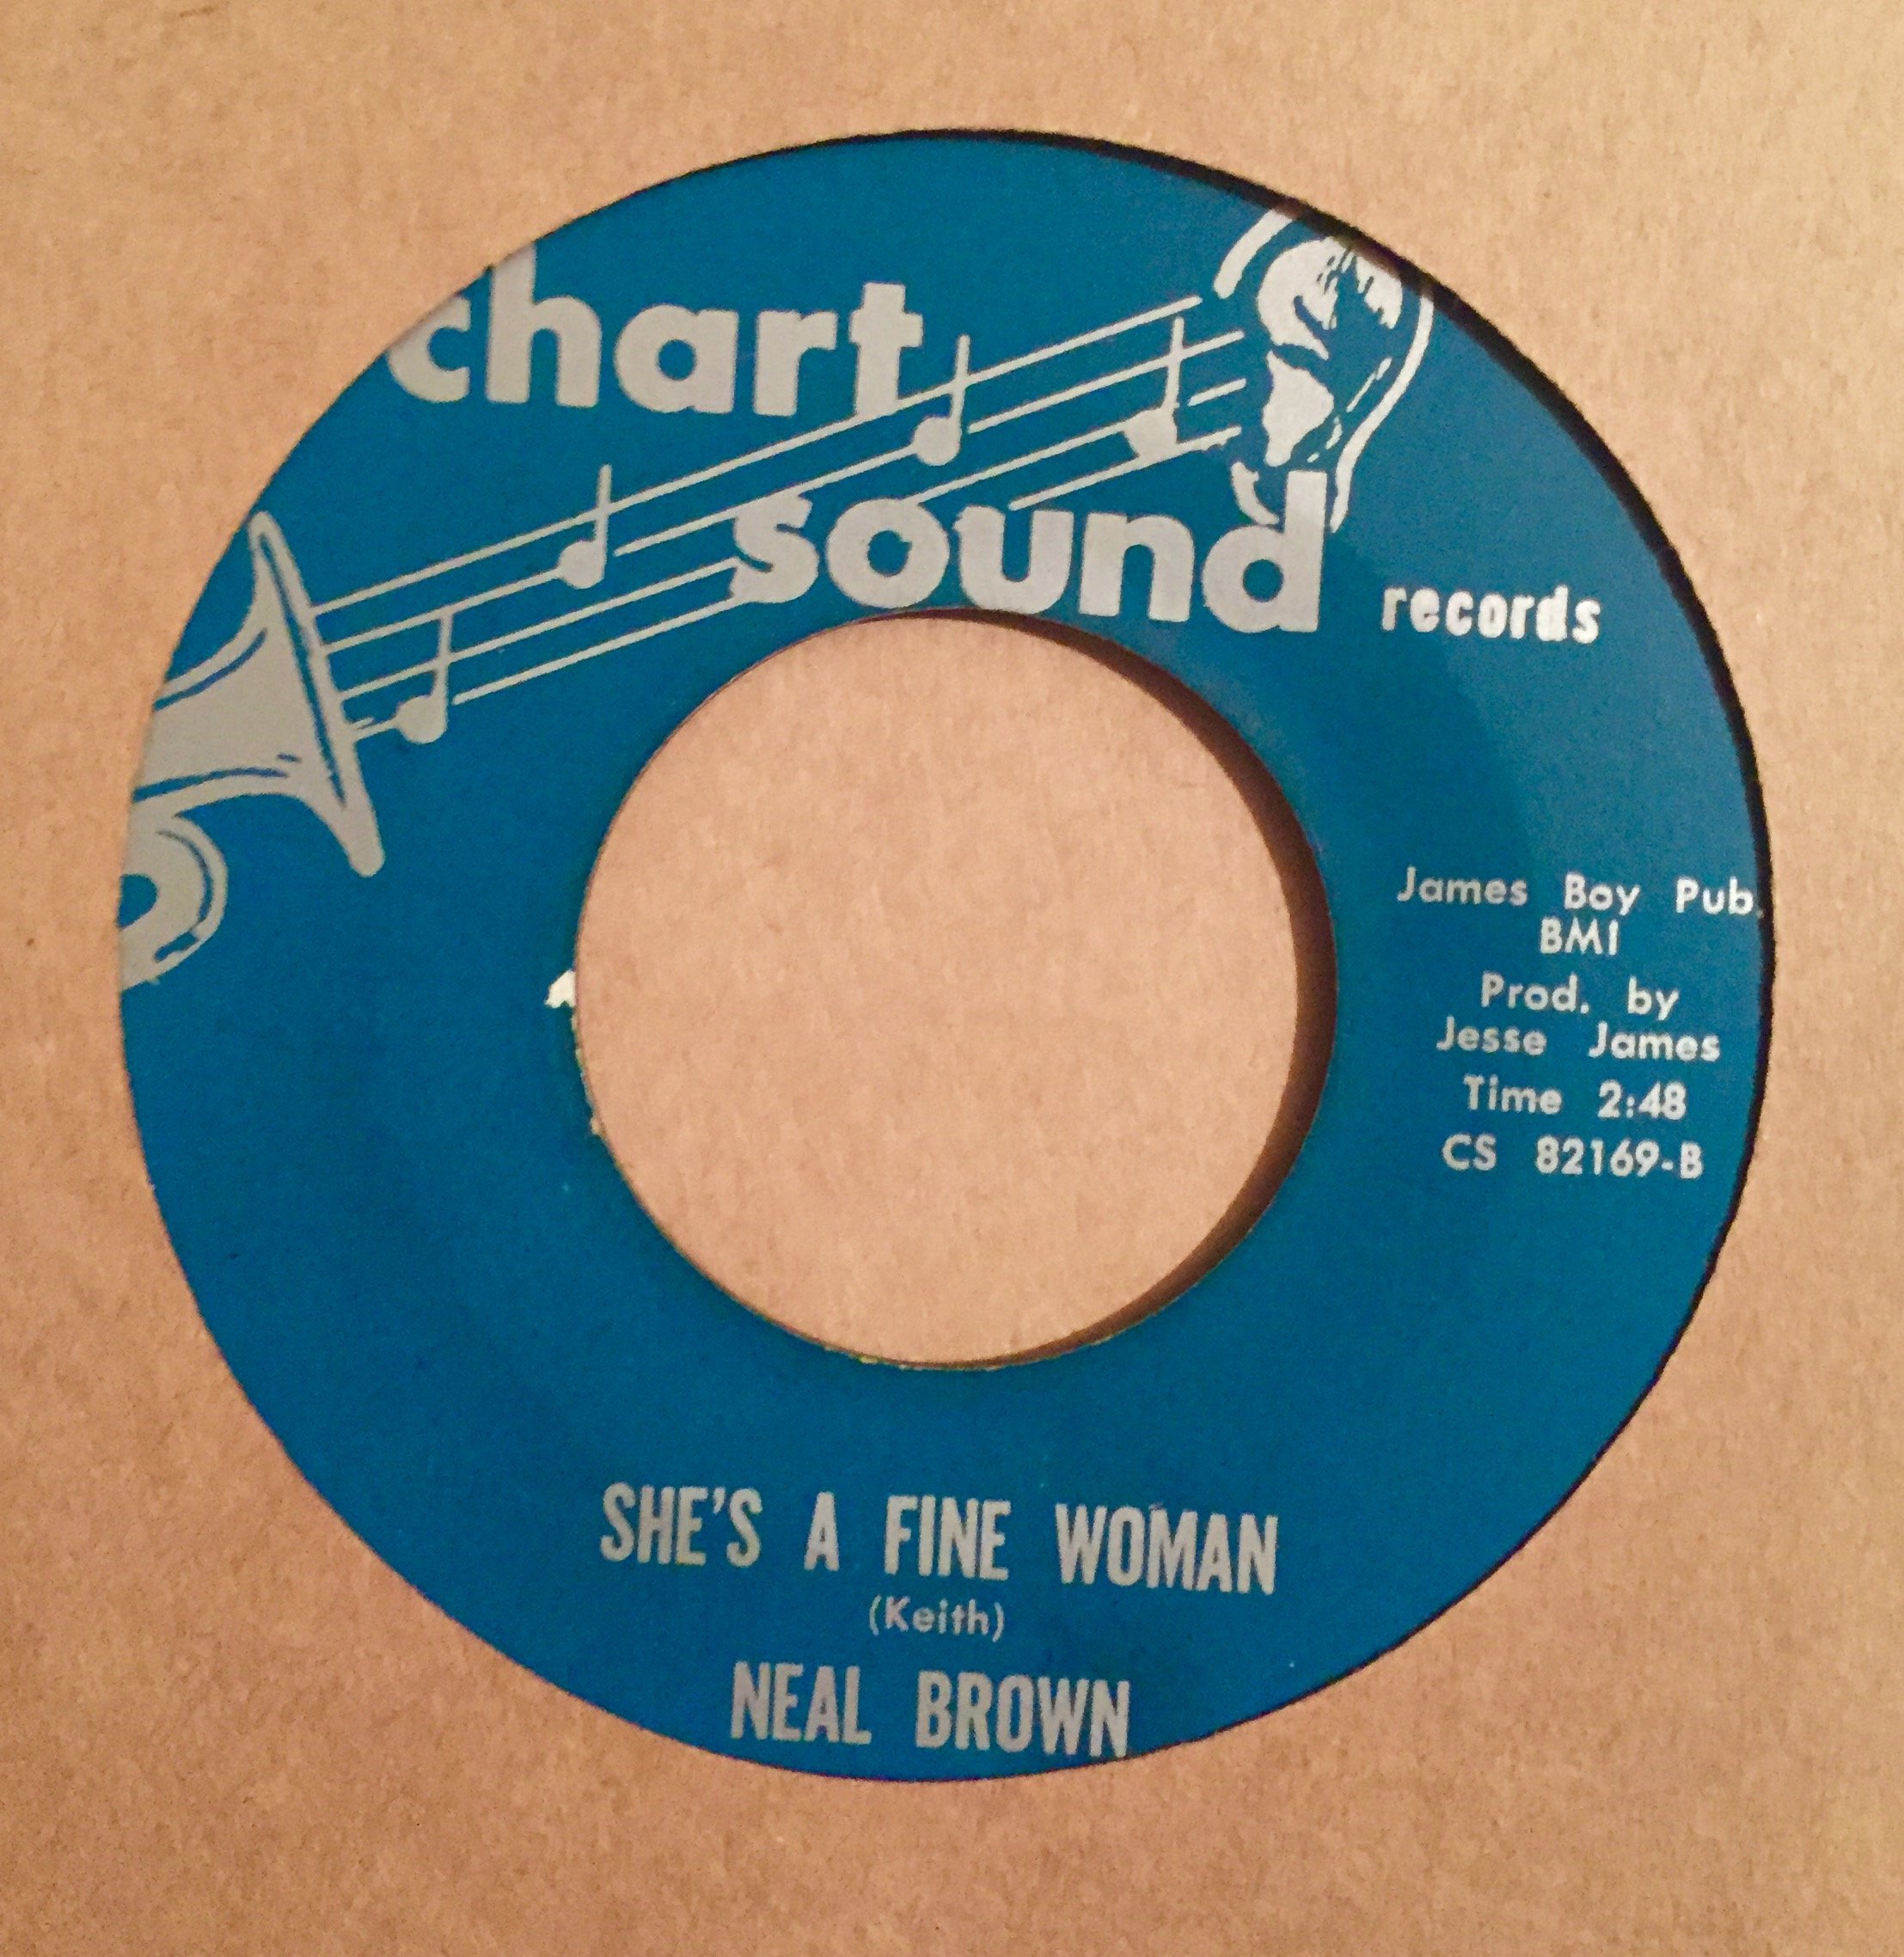 chart
sound records
James Boy Pub.
BMI
Prod. by
Jesse James
Time 2:48
CS 82169-B
SHE'S A FINE WOMAN
(Keith)
NEAL BROWN